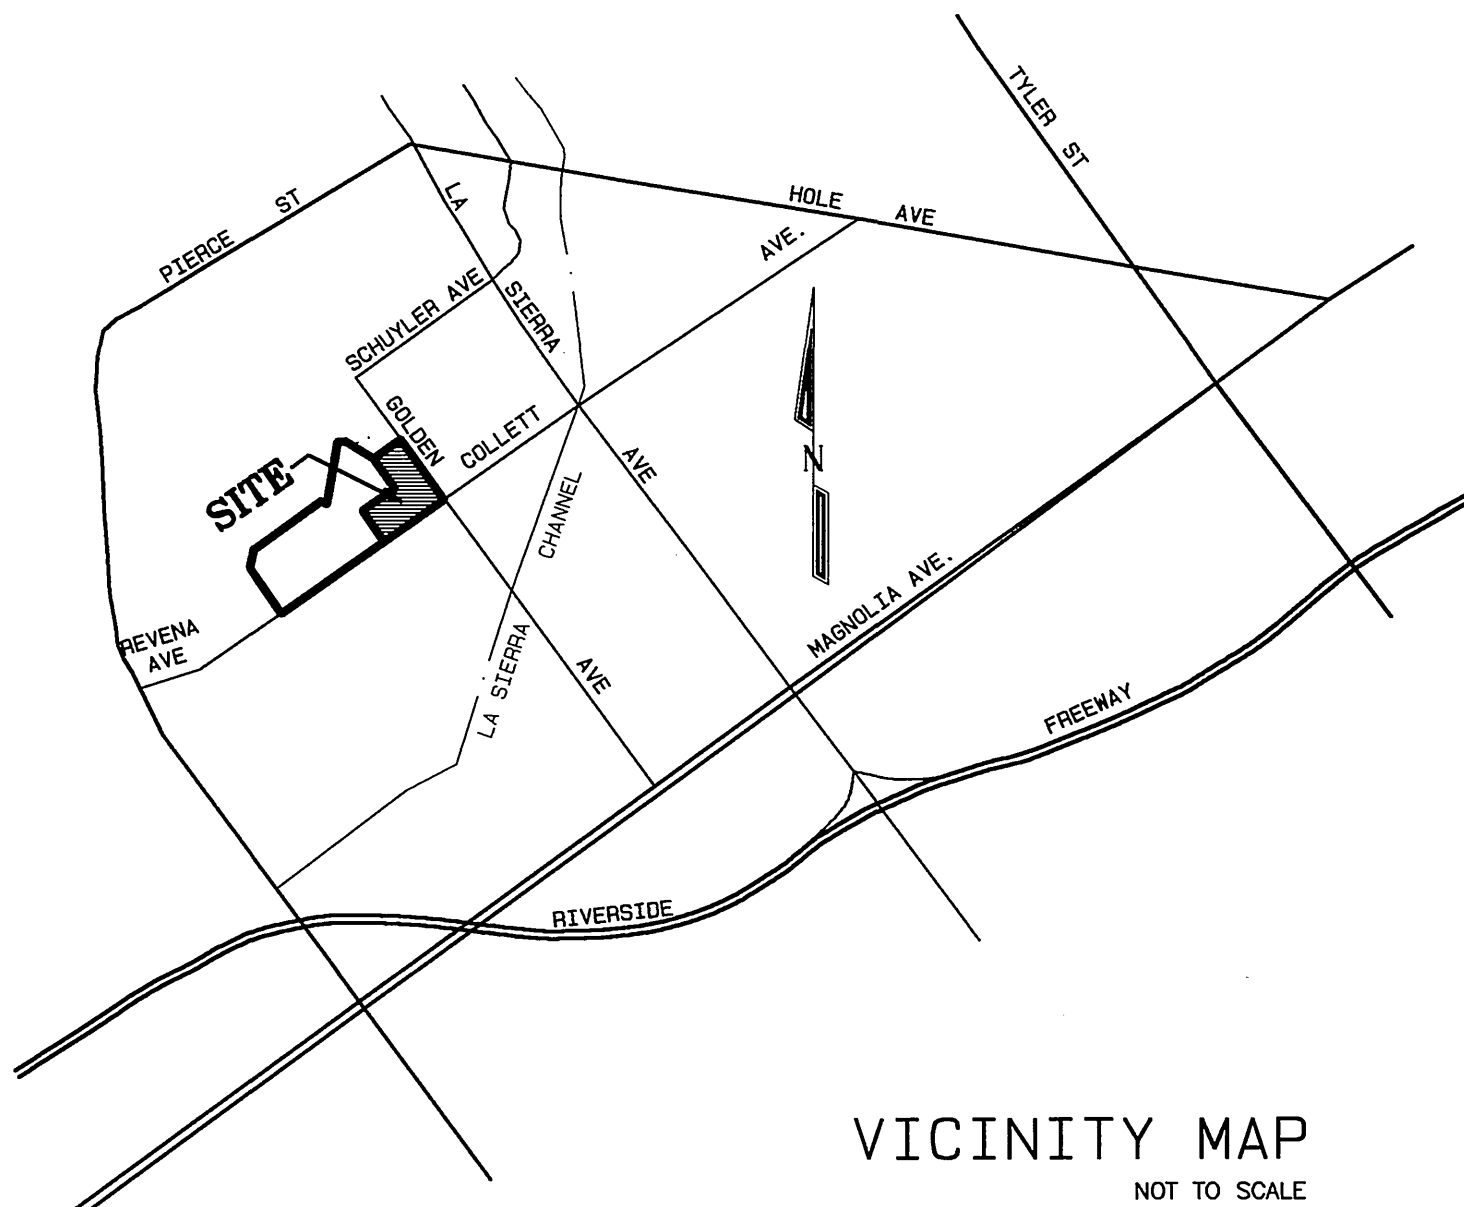 TYLER ST
HOLE AVE
PIERCE ST
LA SIERRA AVE
SCHUYLER AVE
GOLDEN AVE
COLLETT AVE.
SITE
N
LA SIERRA CHANNEL
REVENA
AVE
MAGNOLIA AVE.
RIVERSIDE FREEWAY
VICINITY MAP
NOT TO SCALE